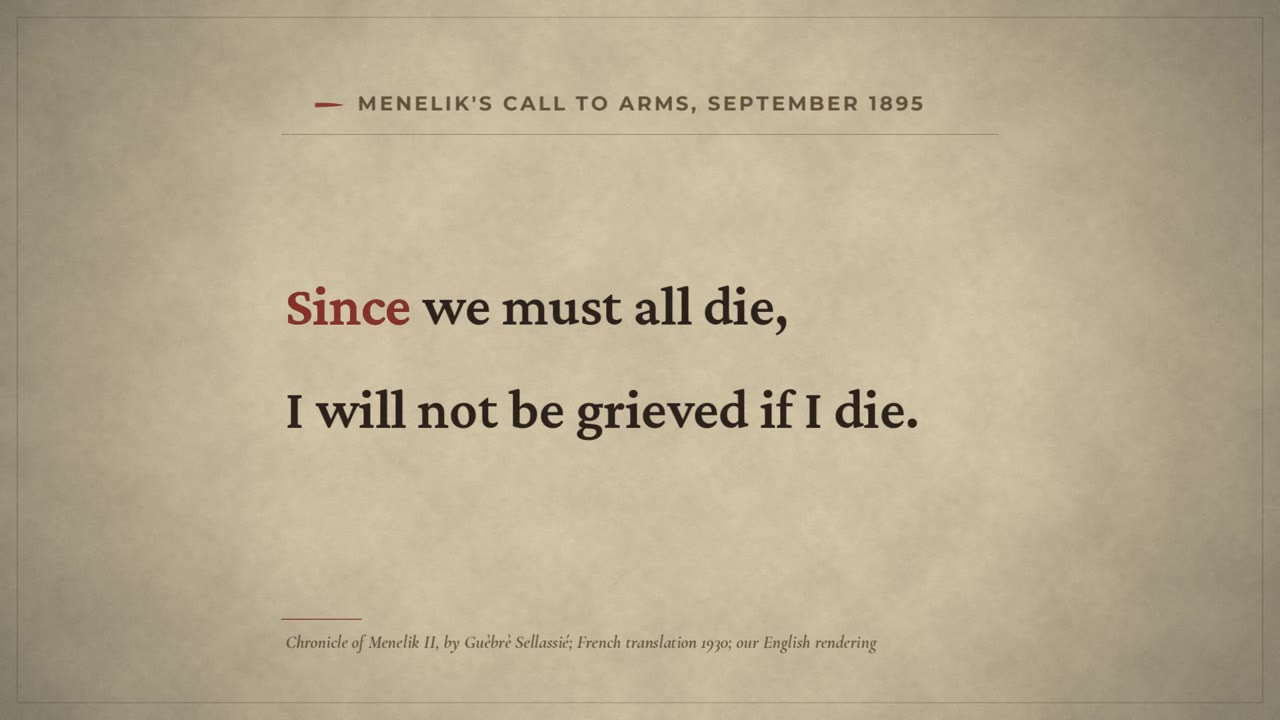 MENELIK'S CALL TO ARMS, SEPTEMBER 1895
Since we must all die,
I will not be grieved if I die.
Chronicle of Menelik II, by Guèbrè Sellassié; French translation 1930; our English rendering